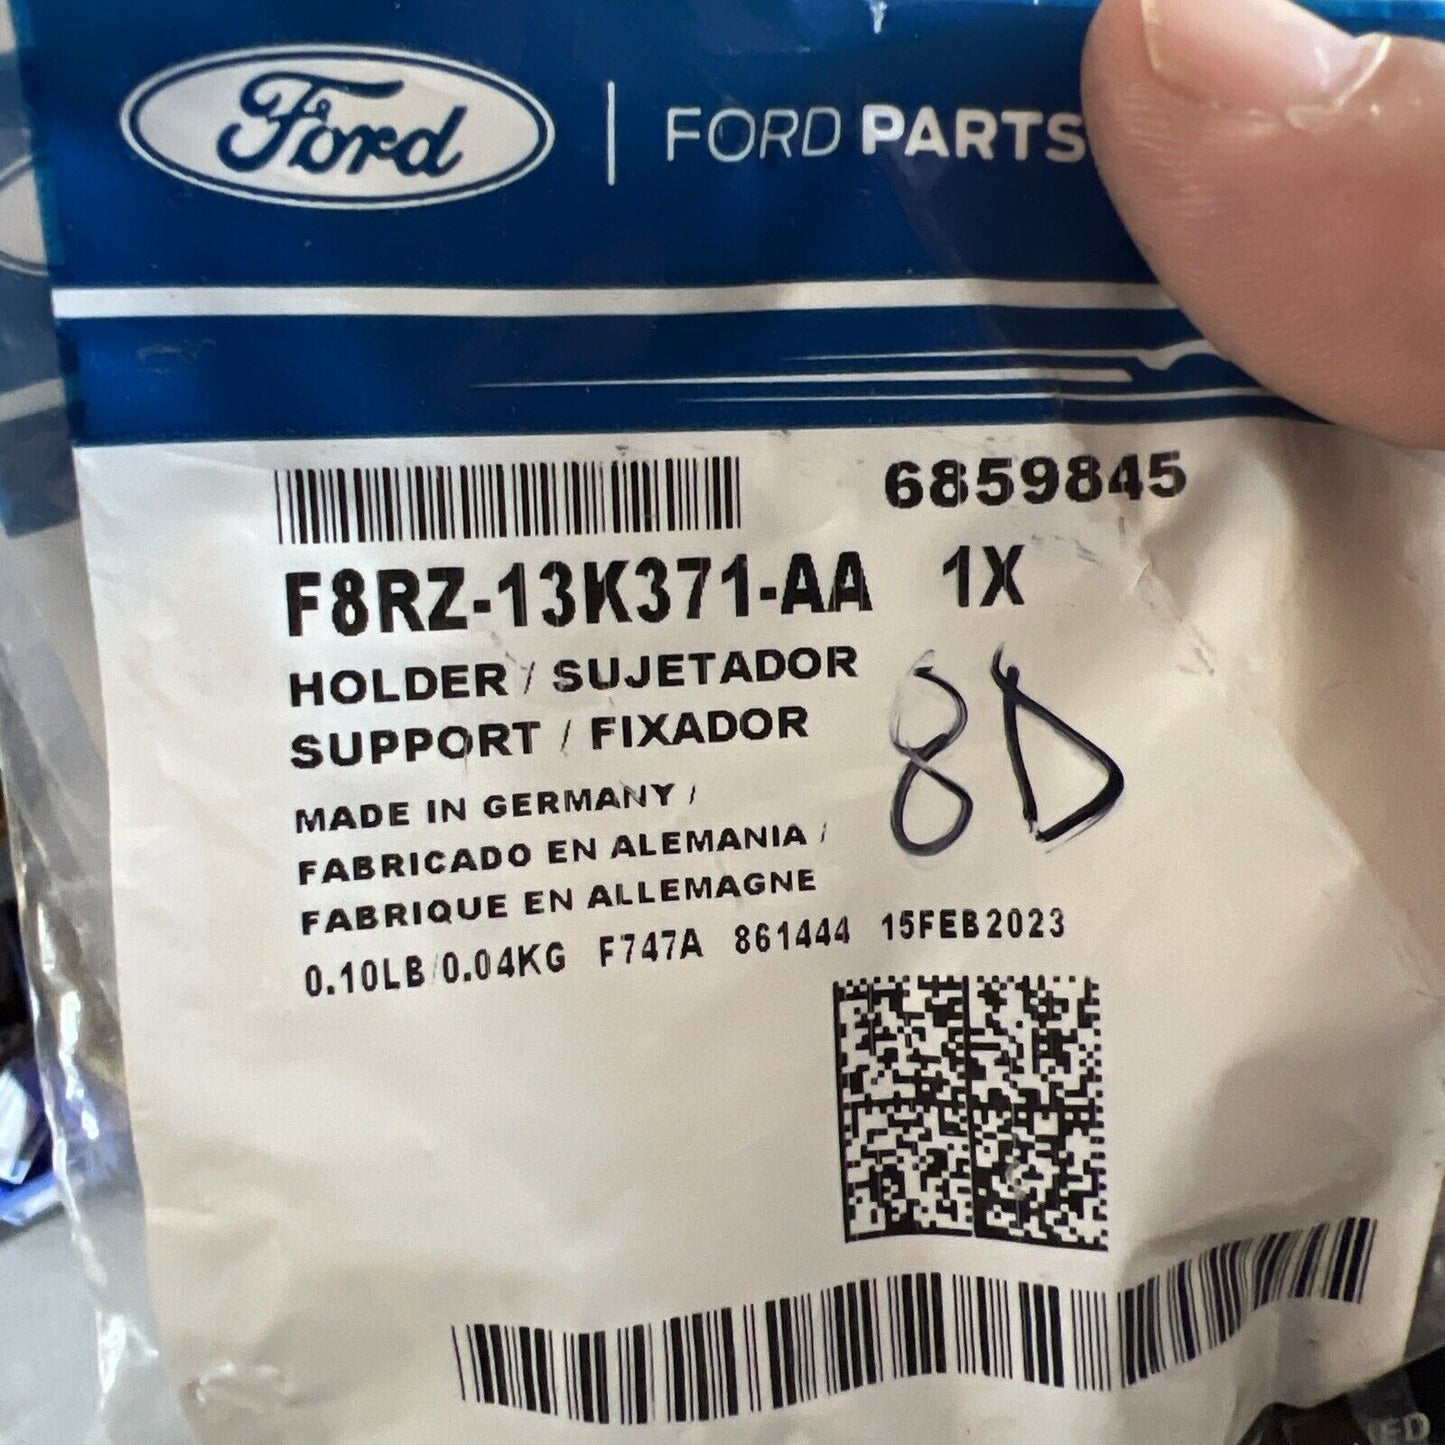 Ford | FORD PARTS
6859845
F8RZ-13K371-AA 1X
HOLDER / SUJETADOR
SUPPORT / FIXADOR
8D
MADE IN GERMANY /
FABRICADO EN ALEMANIA /
FABRIQUE EN ALLEMAGNE
0.10LB/0.04KG F747A 861444 15FEB2023